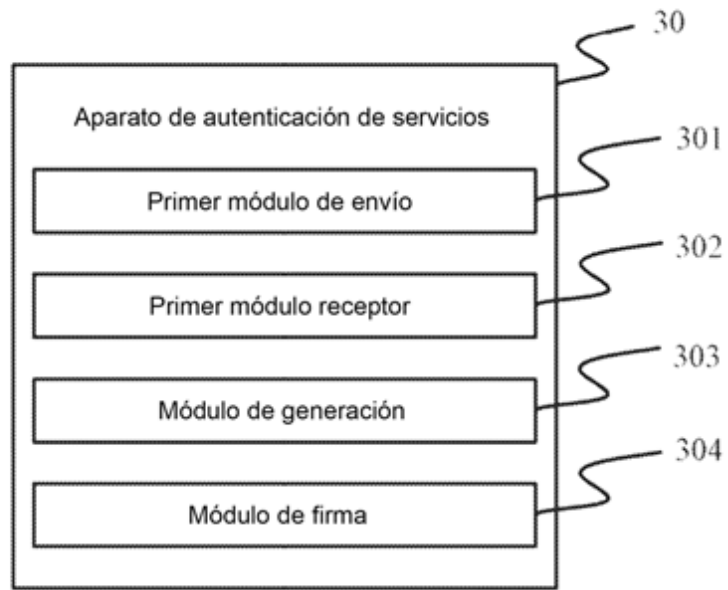 30
Aparato de autenticación de servicios
301
Primer módulo de envío
302
Primer módulo receptor
303
Módulo de generación
304
Módulo de firma